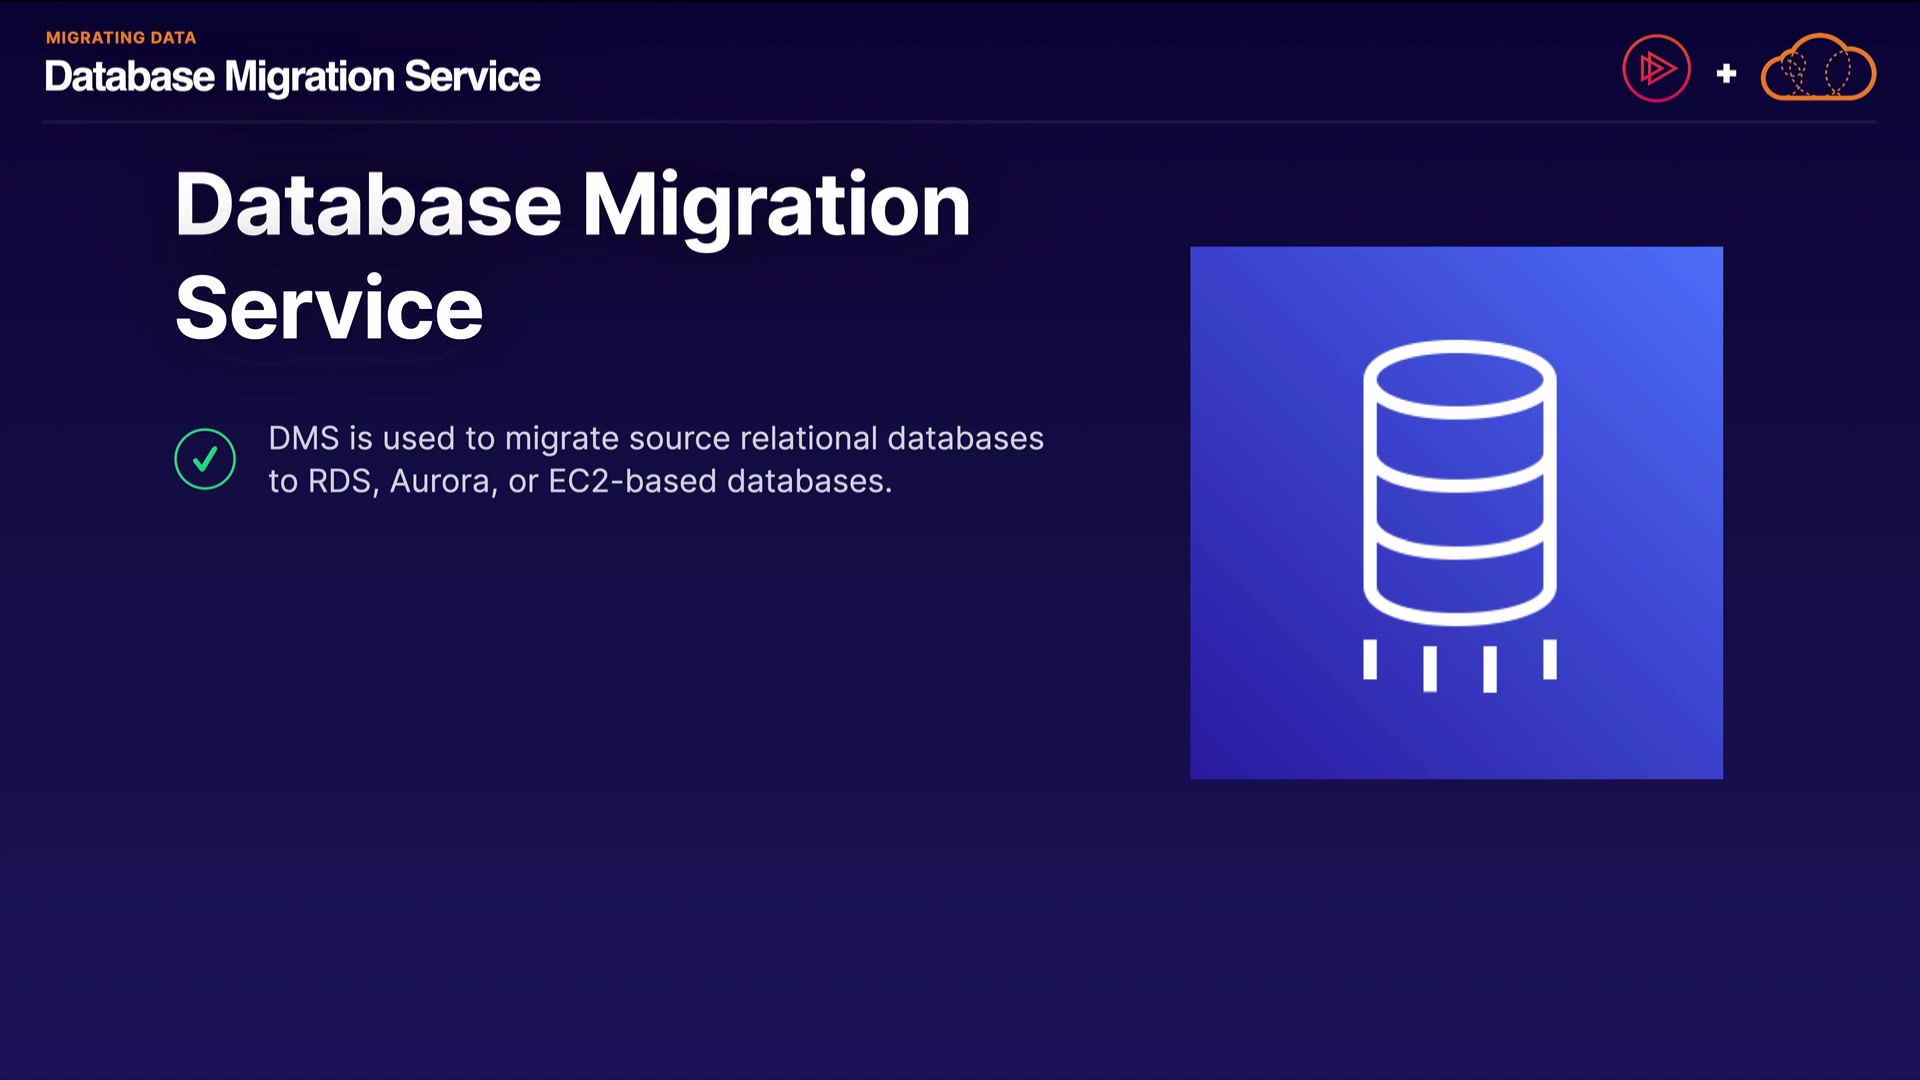 MIGRATING DATA
Database Migration Service
Database Migration
Service
DMS is used to migrate source relational databases
to RDS, Aurora, or EC2-based databases.